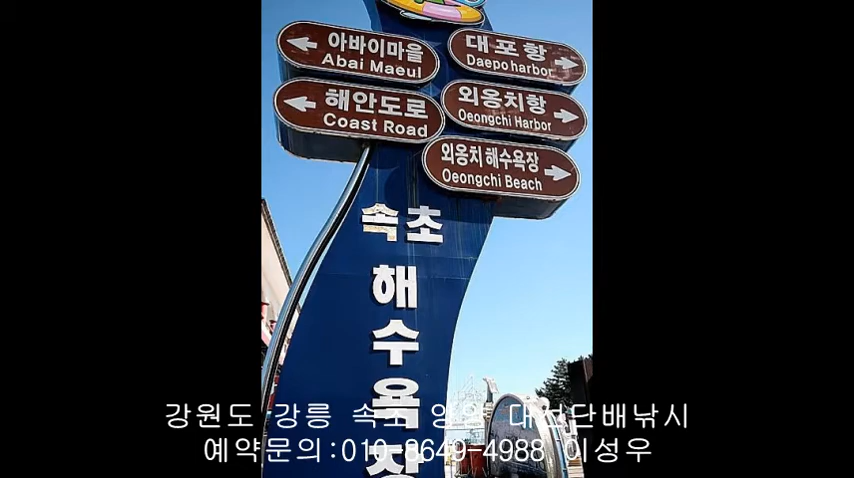 아바이마을
Abai Maeul
대포항
Daepo harbor
해안도로
Coast Road
외옹치항
Oeongchi Harbor
외옹치해수욕장
Oeongchi Beach
속초
해
수
욕
장
강원도 강릉 속초 양양 대선단배낚시
예약문의:010-8649-4988 이성우